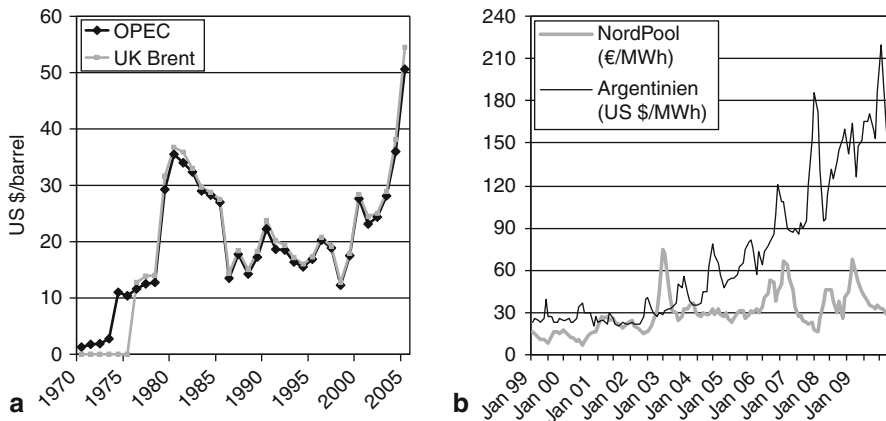 60
50
40
30
20
10
0
US $/barrel
OPEC
UK Brent
1970
1975
1980
1985
1990
1995
2000
2005
a
240
210
180
150
120
90
60
30
0
NordPool
(€/MWh)
Argentinien
(US $/MWh)
Jan 99
Jan 00
Jan 01
Jan 02
Jan 03
Jan 04
Jan 05
Jan 06
Jan 07
Jan 08
Jan 09
b